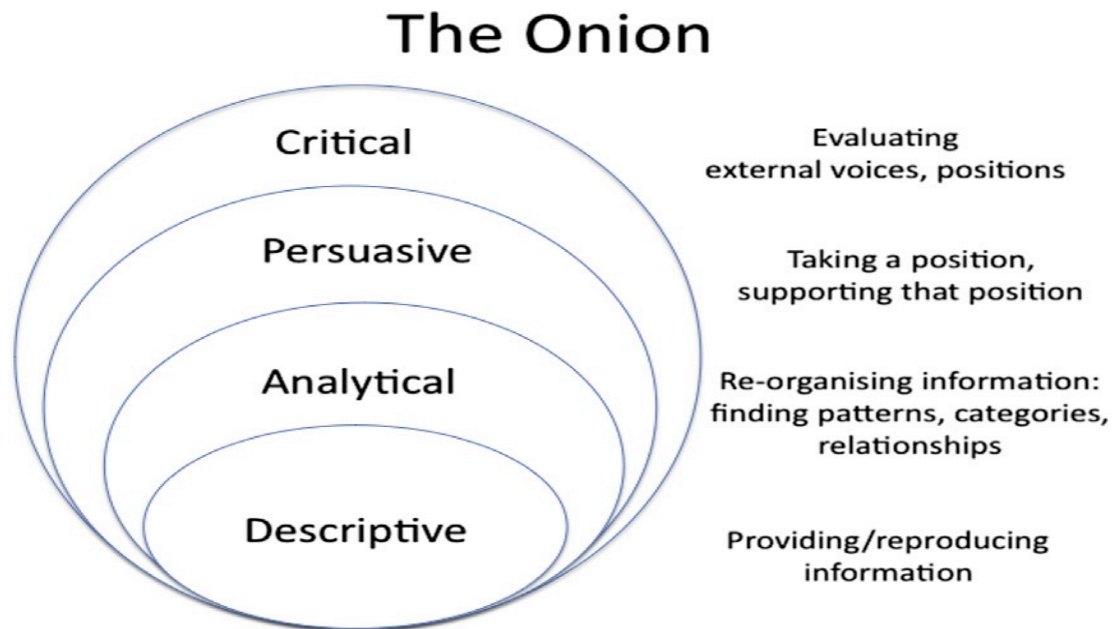 The Onion
Critical
Evaluating
external voices, positions
Persuasive
Taking a position,
supporting that position
Analytical
Re-organising information:
finding patterns, categories,
relationships
Descriptive
Providing/reproducing
information